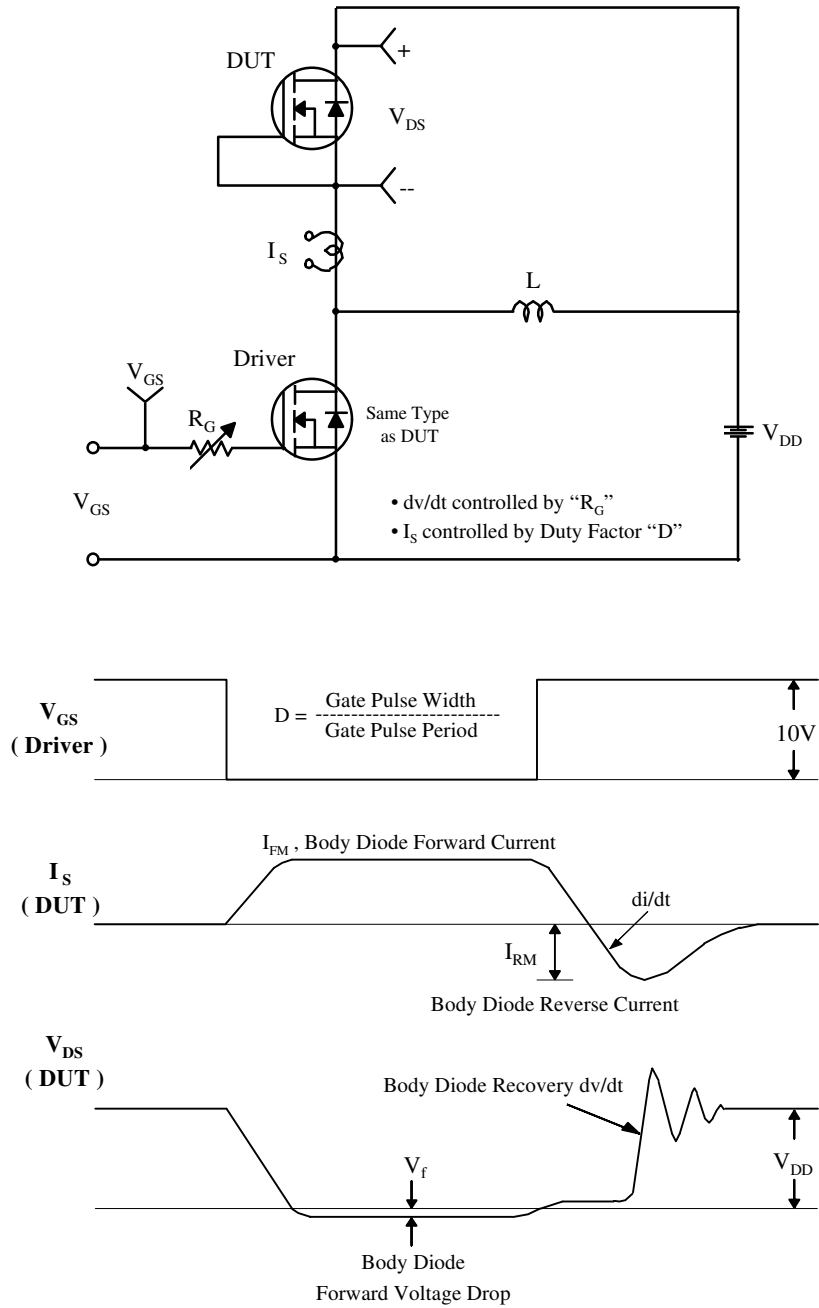 DUT
+
V_DS
--
I_S
L
Driver
V_GS
R_G
Same Type
as DUT
V_DD
V_GS
• dv/dt controlled by “R_G”
• I_S controlled by Duty Factor “D”
V_GS
( Driver )
D = Gate Pulse Width
--------------------------
Gate Pulse Period
10V
I_FM , Body Diode Forward Current
I_S
( DUT )
di/dt
I_RM
Body Diode Reverse Current
V_DS
( DUT )
Body Diode Recovery dv/dt
V_f
V_DD
Body Diode
Forward Voltage Drop